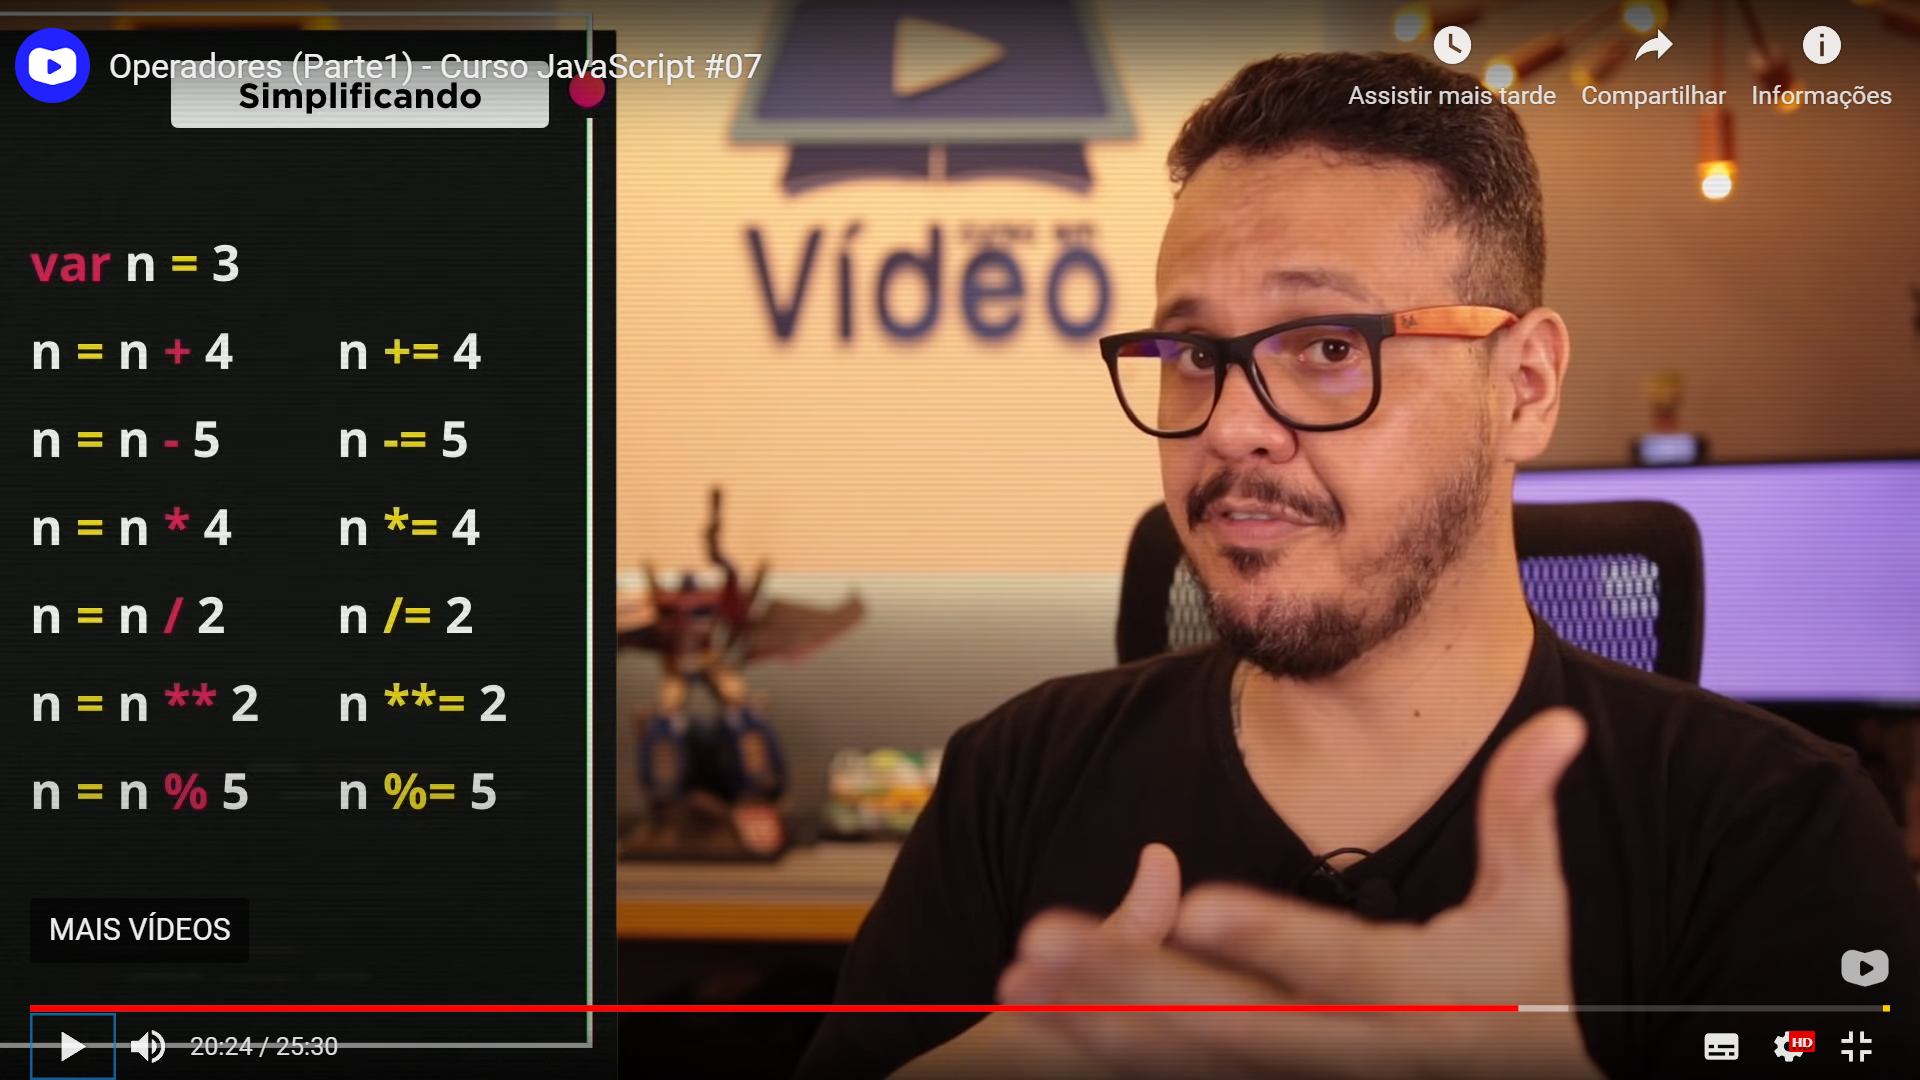 Operadores (Parte1) - Curso JavaScript #07
Assistir mais tarde
Compartilhar
Informações
Simplificando
Vídeo
var n = 3
n = n + 4 n += 4
n = n - 5 n -= 5
n = n * 4 n *= 4
n = n / 2 n /= 2
n = n ** 2 n **= 2
n = n % 5 n %= 5
MAIS VÍDEOS
20:24 / 25:30
HD